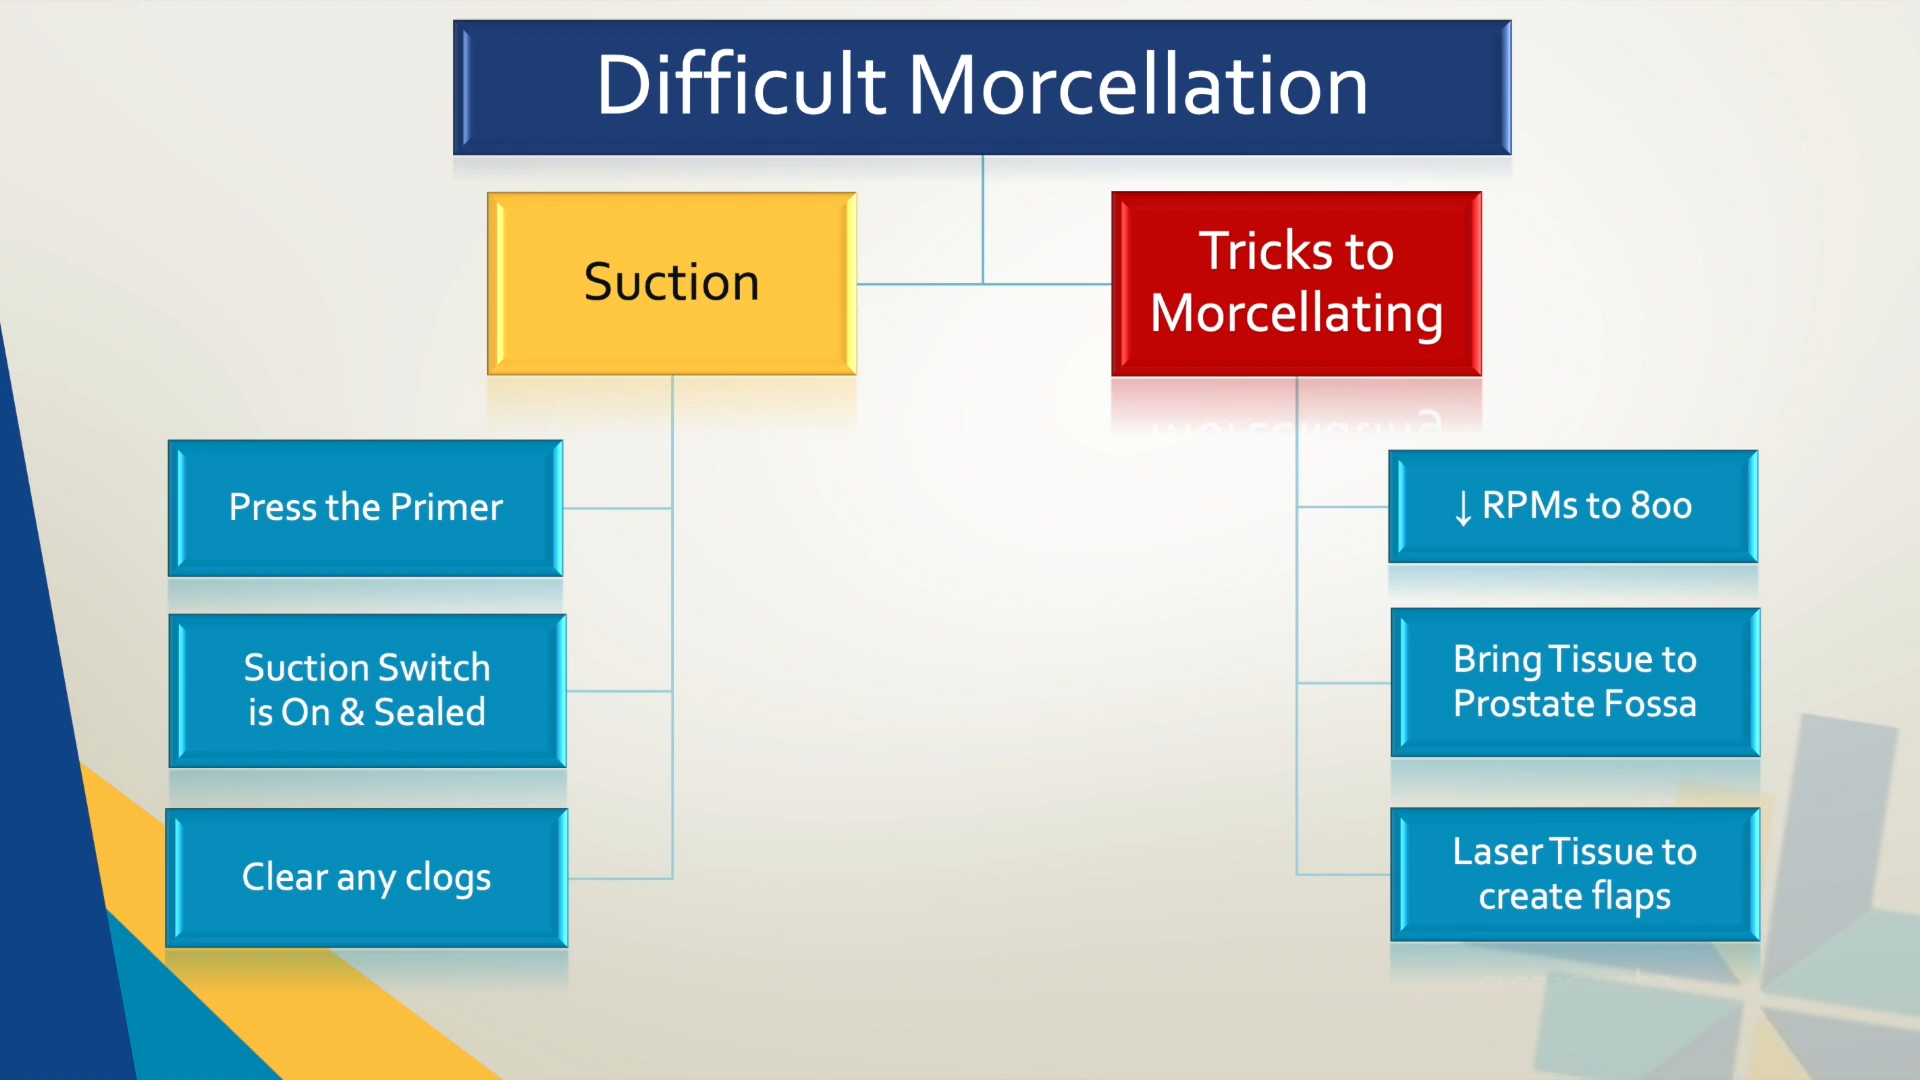 Difficult Morcellation
Suction
Tricks to
Morcellating
Press the Primer
Suction Switch
is On & Sealed
Clear any clogs
↓ RPMs to 800
Bring Tissue to
Prostate Fossa
Laser Tissue to
create flaps